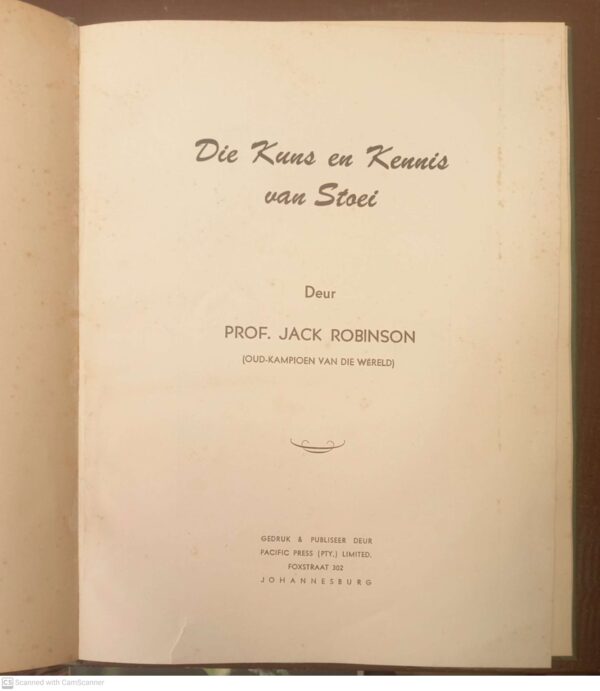 Die Kuns en Kennis
van Stoei
Deur
PROF. JACK ROBINSON
(OUD-KAMPIOEN VAN DIE WÊRELD)
GEDRUK & PUBLISEER DEUR
PACIFIC PRESS (PTY.) LIMITED.
FOXSTRAAT 302
JOHANNESBURG
CS Scanned with CamScanner